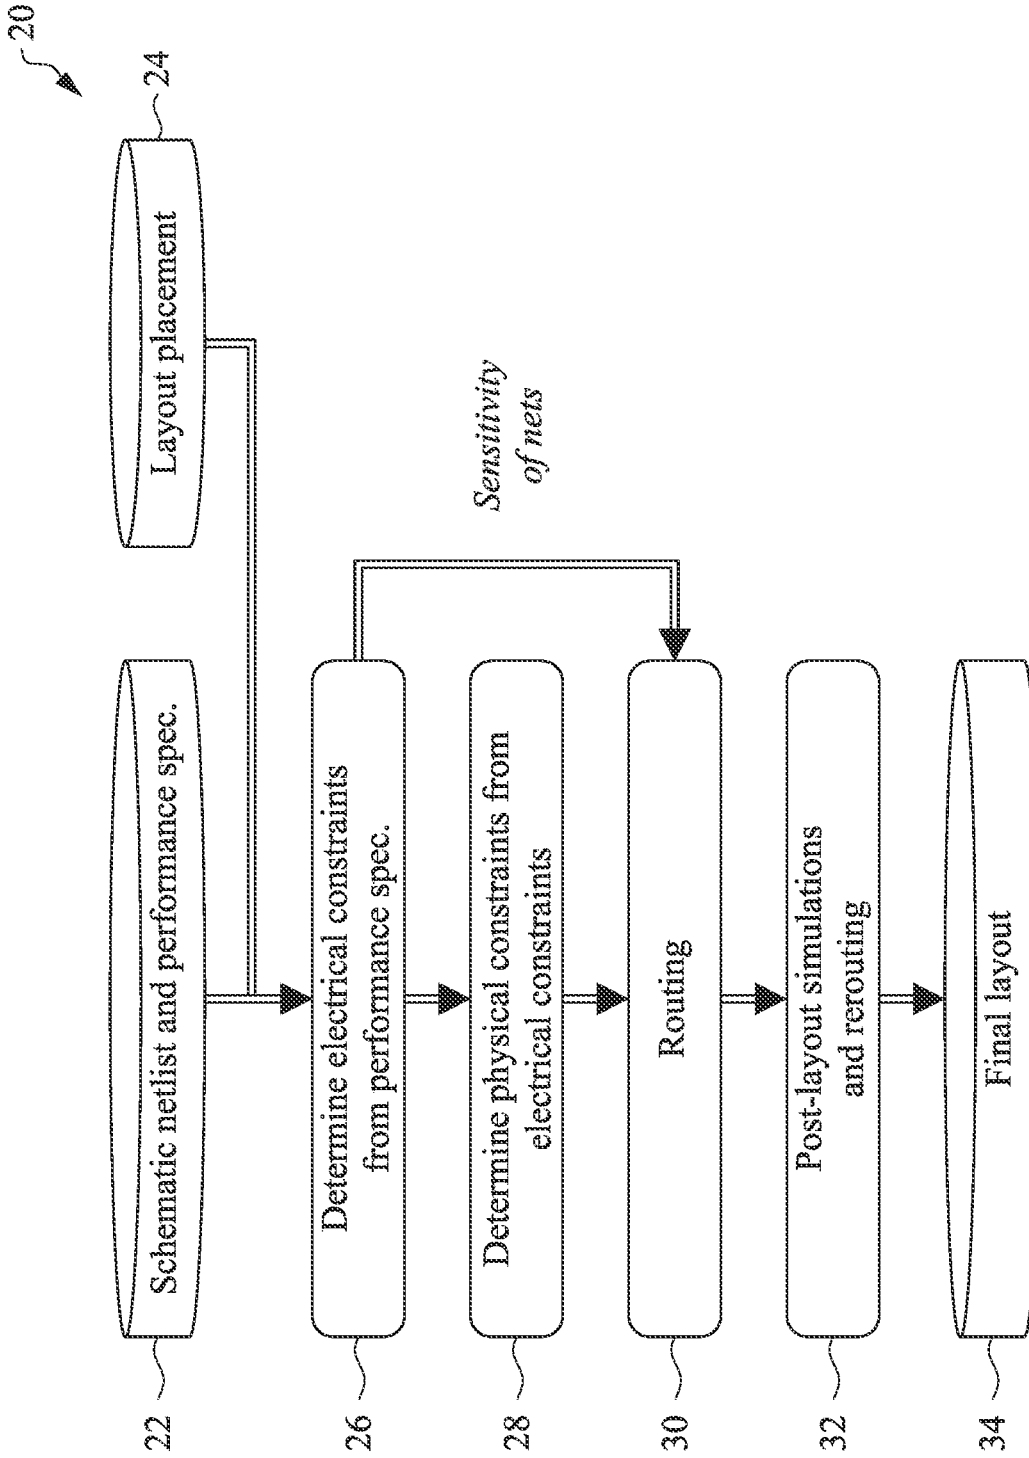 20
22
Schematic netlist and performance spec.
Layout placement
24
26
Determine electrical constraints
from performance spec.
Sensitivity
of nets
28
Determine physical constraints from
electrical constraints
30
Routing
32
Post-layout simulations
and rerouting
34
Final layout